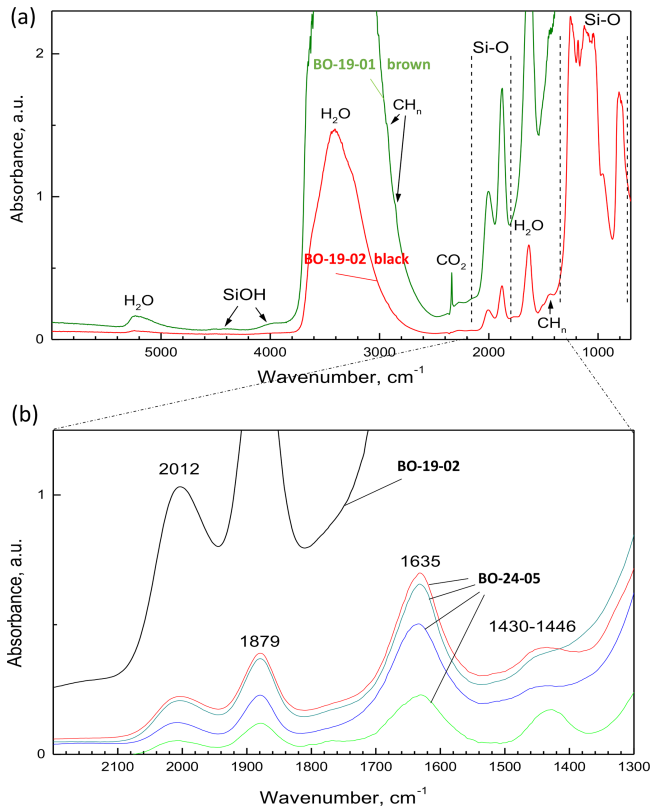 (a)
2
1
0
Absorbance, a.u.
BO-19-01 brown
Si-O
CHn
H2O
H2O
CO2
BO-19-02 black
H2O
SiOH
CHn
5000 4000 3000 2000 1000
Wavenumber, cm-1
(b)
1
0
Absorbance, a.u.
2012
BO-19-02
1635
BO-24-05
1879
1430-1446
2100 2000 1900 1800 1700 1600 1500 1400 1300
Wavenumber, cm-1
Si-O